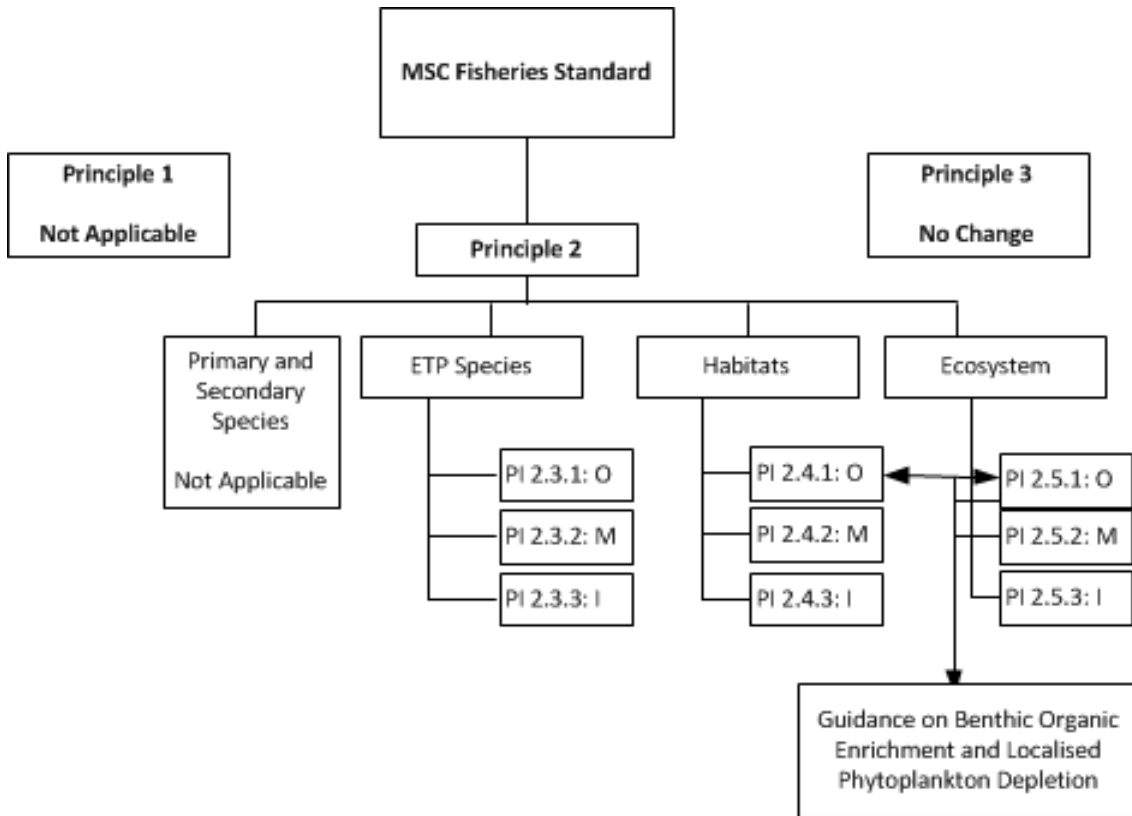 MSC Fisheries Standard
Principle 1
Not Applicable
Principle 3
No Change
Principle 2
Primary and
Secondary
Species
Not Applicable
ETP Species
Habitats
Ecosystem
PI 2.3.1: O
PI 2.3.2: M
PI 2.3.3: I
PI 2.4.1: O
PI 2.4.2: M
PI 2.4.3: I
PI 2.5.1: O
PI 2.5.2: M
PI 2.5.3: I
Guidance on Benthic Organic
Enrichment and Localised
Phytoplankton Depletion